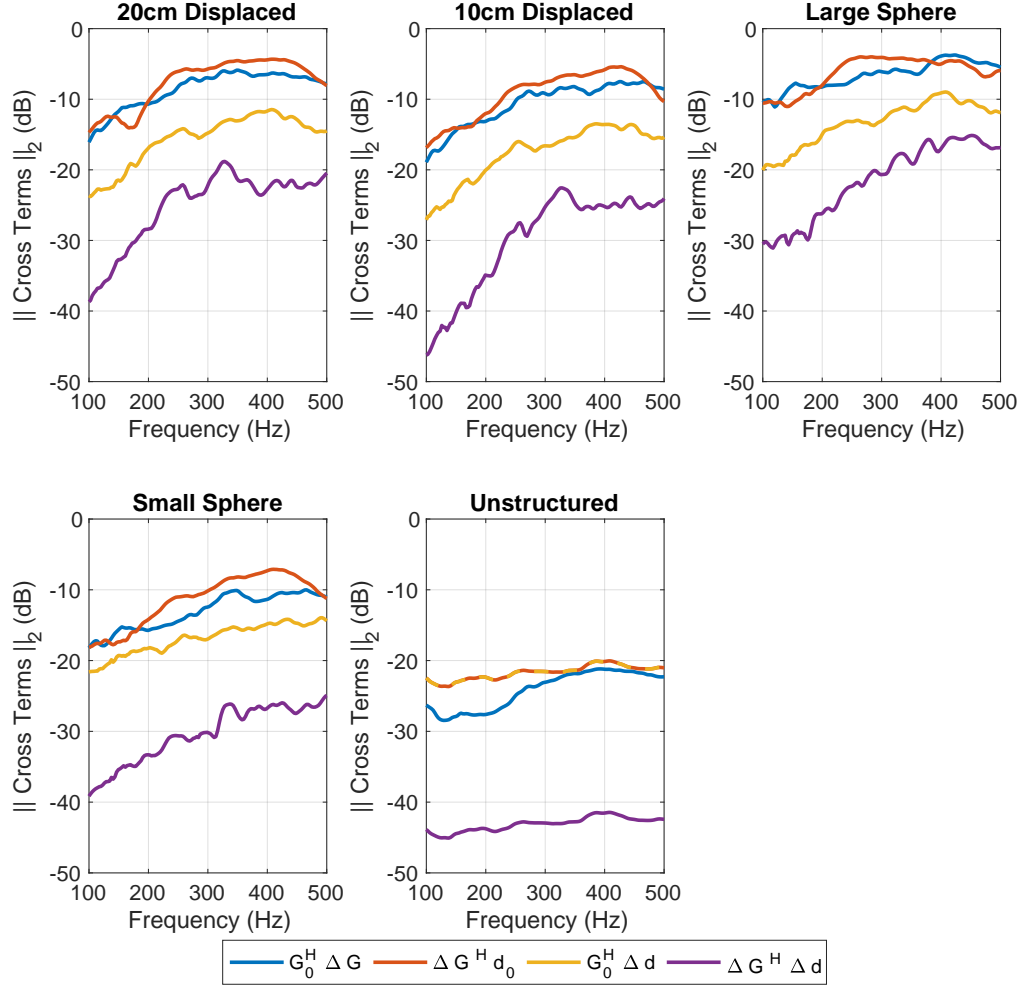 20cm Displaced
10cm Displaced
Large Sphere
|| Cross Terms ||₂ (dB)
0
-10
-20
-30
-40
-50
100 200 300 400 500
Frequency (Hz)
|| Cross Terms ||₂ (dB)
0
-10
-20
-30
-40
-50
100 200 300 400 500
Frequency (Hz)
|| Cross Terms ||₂ (dB)
0
-10
-20
-30
-40
-50
100 200 300 400 500
Frequency (Hz)
Small Sphere
Unstructured
|| Cross Terms ||₂ (dB)
0
-10
-20
-30
-40
-50
100 200 300 400 500
Frequency (Hz)
|| Cross Terms ||₂ (dB)
0
-10
-20
-30
-40
-50
100 200 300 400 500
Frequency (Hz)
G₀ᴴ Δ G Δ G ᴴ d₀ G₀ᴴ Δ d Δ G ᴴ Δ d